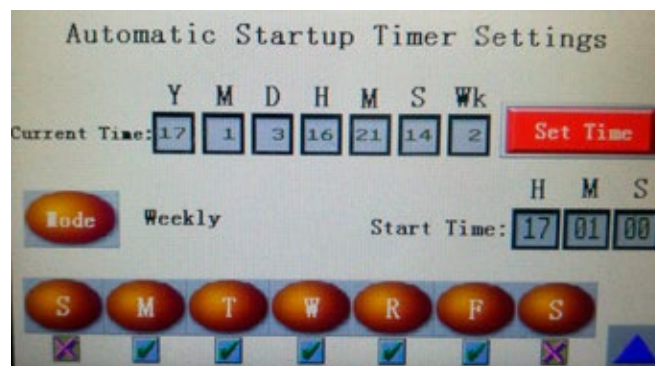 Automatic Startup Timer Settings
Y M D H M S Wk
Current Time: 17 1 3 16 21 14 2 Set Time
H M S
Mode Weekly Start Time: 17 01 00
S M T W R F S